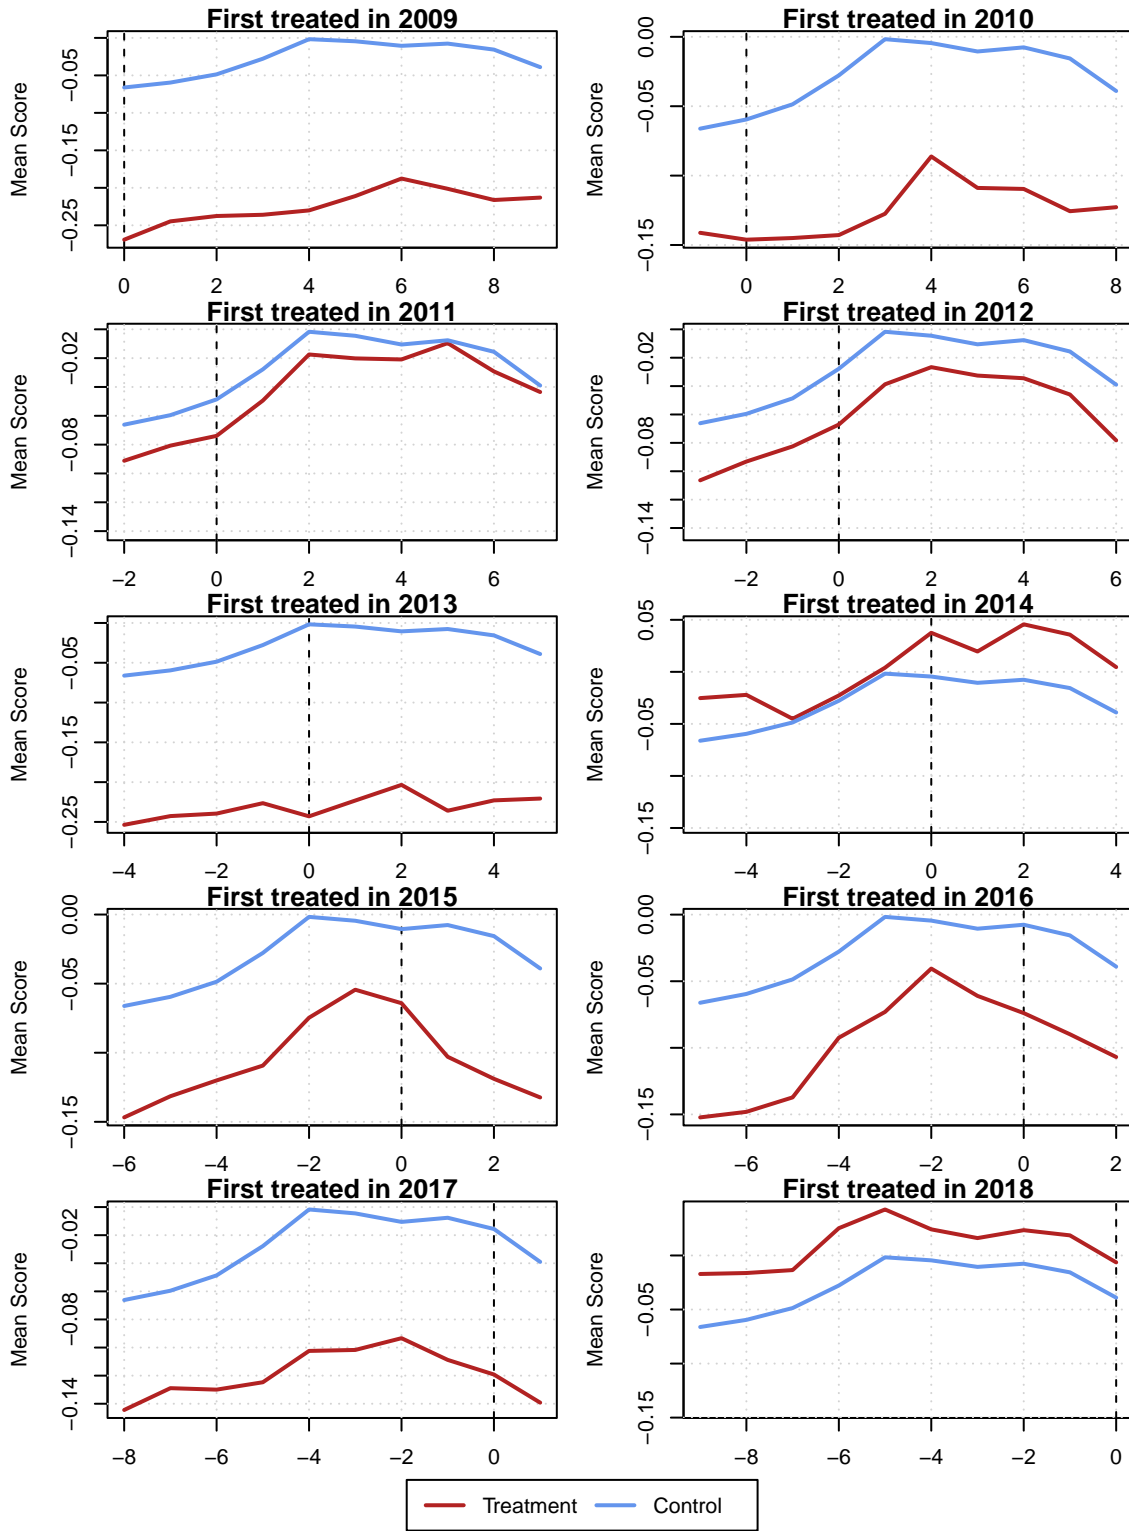 First treated in 2009
Mean Score
−0.05
−0.15
−0.25
0 2 4 6 8
First treated in 2010
Mean Score
0.00
−0.05
−0.15
0 2 4 6 8
First treated in 2011
Mean Score
−0.02
−0.08
−0.14
−2 0 2 4 6
First treated in 2012
Mean Score
−0.02
−0.08
−0.14
−2 0 2 4 6
First treated in 2013
Mean Score
−0.05
−0.15
−0.25
−4 −2 0 2 4
First treated in 2014
Mean Score
0.05
−0.05
−0.15
−4 −2 0 2 4
First treated in 2015
Mean Score
0.00
−0.05
−0.15
−6 −4 −2 0 2
First treated in 2016
Mean Score
0.00
−0.05
−0.15
−6 −4 −2 0 2
First treated in 2017
Mean Score
−0.02
−0.08
−0.14
−8 −6 −4 −2 0
First treated in 2018
Mean Score
−0.05
−0.15
−8 −6 −4 −2 0
Treatment Control